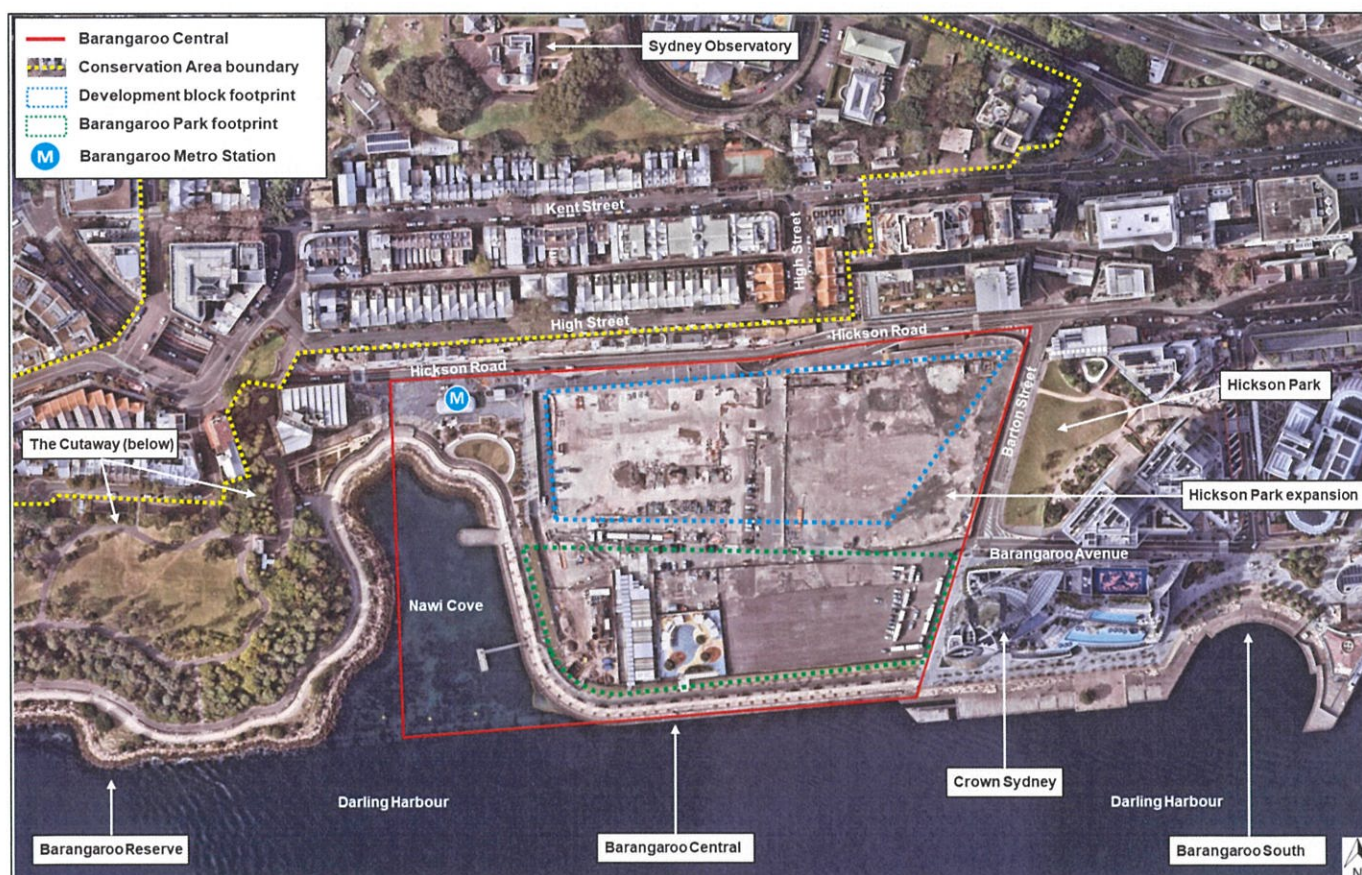 Barangaroo Central
Conservation Area boundary
Development block footprint
Barangaroo Park footprint
M Barangaroo Metro Station
Sydney Observatory
Kent Street
High Street
High Street
Hickson Road
Hickson Road
M
Barton Street
Hickson Park
The Cutaway (below)
Hickson Park expansion
Barangaroo Avenue
Nawi Cove
Crown Sydney
Darling Harbour
Darling Harbour
Barangaroo Reserve
Barangaroo Central
Barangaroo South
N